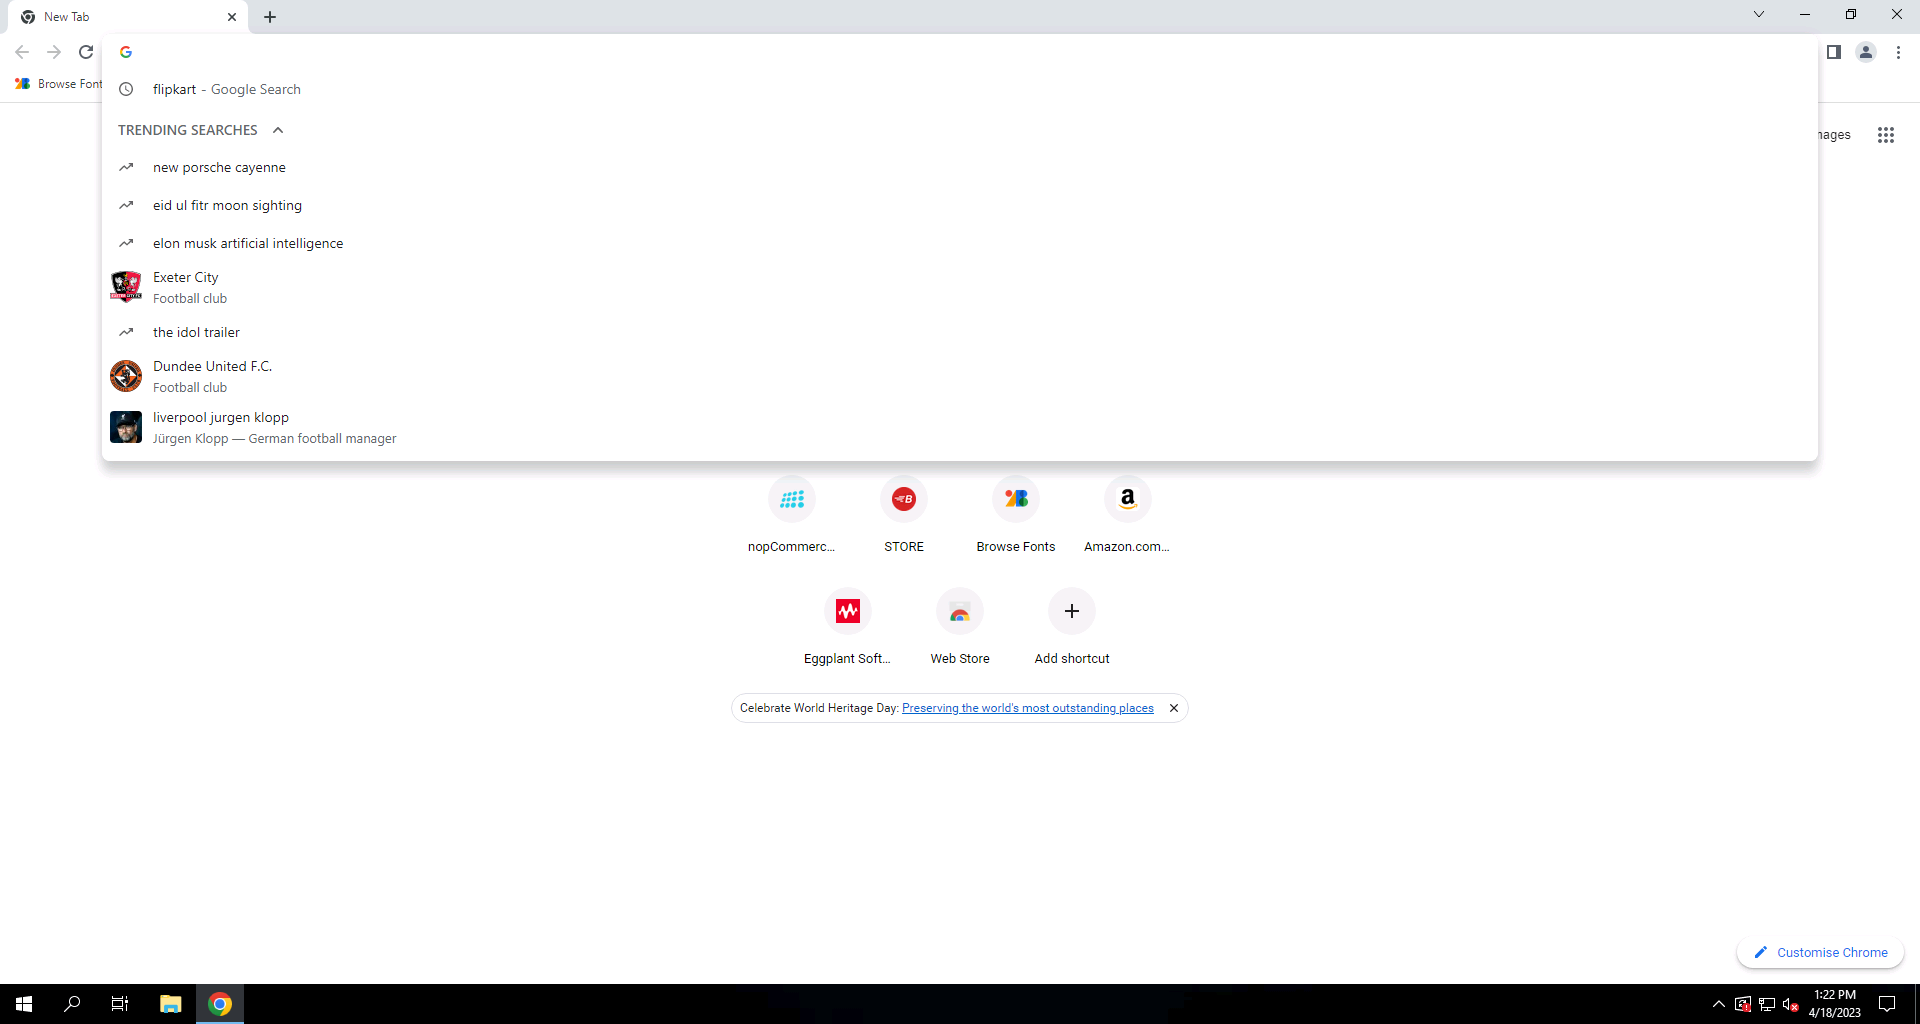 New Tab
Browse Font
flipkart - Google Search
TRENDING SEARCHES
new porsche cayenne
eid ul fitr moon sighting
elon musk artificial intelligence
Exeter City
Football club
the idol trailer
Dundee United F.C.
Football club
liverpool jurgen klopp
Jürgen Klopp — German football manager
nopCommerc...
STORE
Browse Fonts
Amazon.com...
Eggplant Soft...
Web Store
Add shortcut
Celebrate World Heritage Day: Preserving the world's most outstanding places
Customise Chrome
1:22 PM
4/18/2023